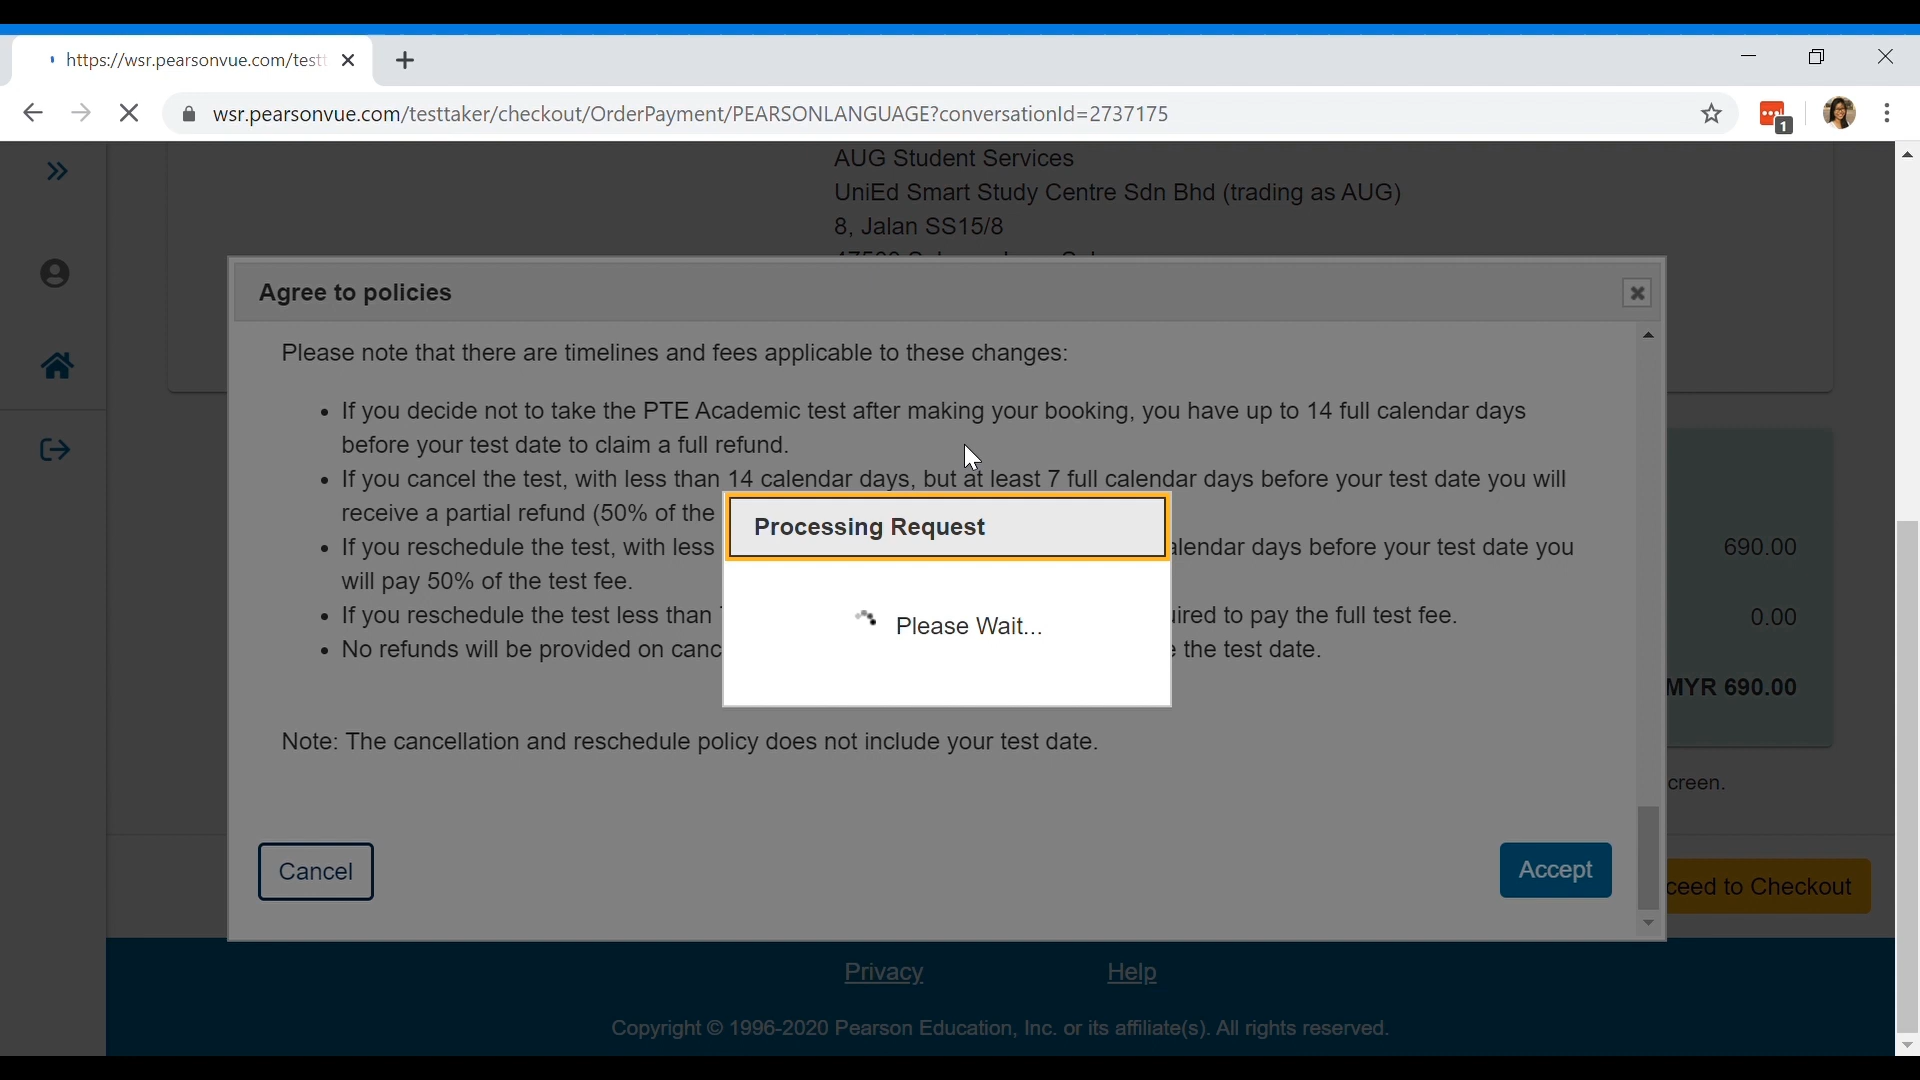 https://wsr.pearsonvue.com/test
wsr.pearsonvue.com/testtaker/checkout/OrderPayment/PEARSONLANGUAGE?conversationId=2737175
1
AUG Student Services
UniEd Smart Study Centre Sdn Bhd (trading as AUG)
8, Jalan SS15/8
Agree to policies
Please note that there are timelines and fees applicable to these changes:
• If you decide not to take the PTE Academic test after making your booking, you have up to 14 full calendar days
before your test date to claim a full refund.
• If you cancel the test, with less than 14 calendar days, but at least 7 full calendar days before your test date you will
receive a partial refund (50% of the
• If you reschedule the test, with less alendar days before your test date you
will pay 50% of the test fee.
• If you reschedule the test less than ired to pay the full test fee.
• No refunds will be provided on canc the test date.
Processing Request
Please Wait...
690.00
0.00
MYR 690.00
Note: The cancellation and reschedule policy does not include your test date.
creen.
Cancel
Accept
ceed to Checkout
Privacy Help
Copyright © 1996-2020 Pearson Education, Inc. or its affiliate(s). All rights reserved.